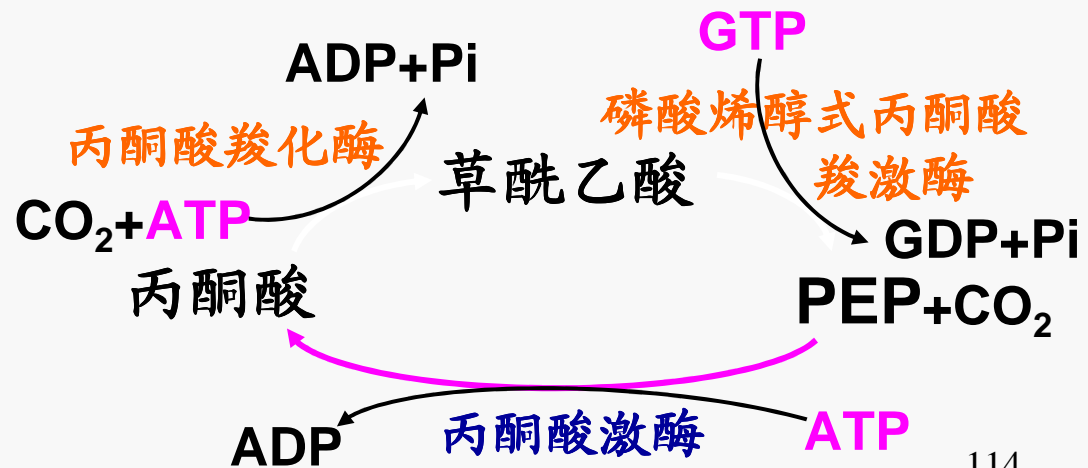 GTP
ADP+Pi
磷酸烯醇式丙酮酸
丙酮酸羧化酶
羧激酶
草酰乙酸
CO₂+ATP
GDP+Pi
丙酮酸
PEP+CO₂
丙酮酸激酶
ATP
ADP
114